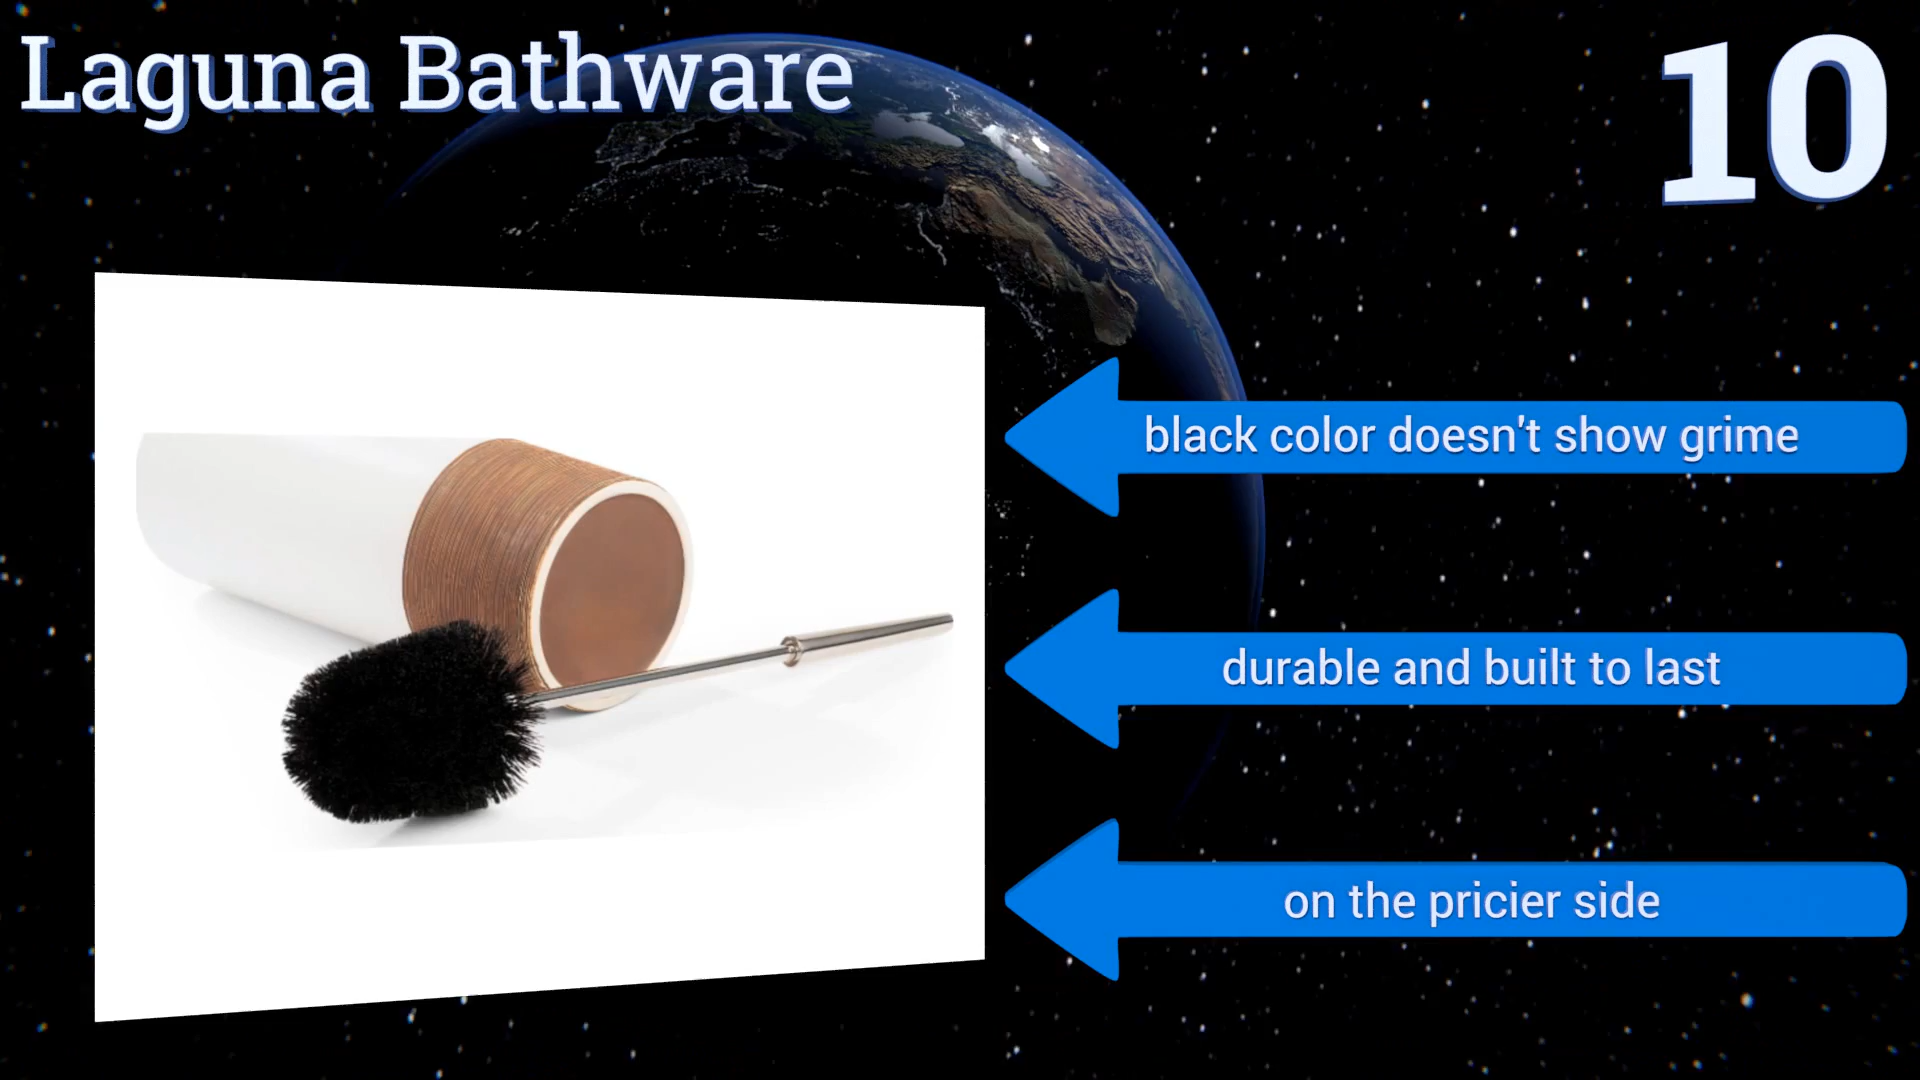 Laguna Bathware
10
black color doesn't show grime
durable and built to last
on the pricier side